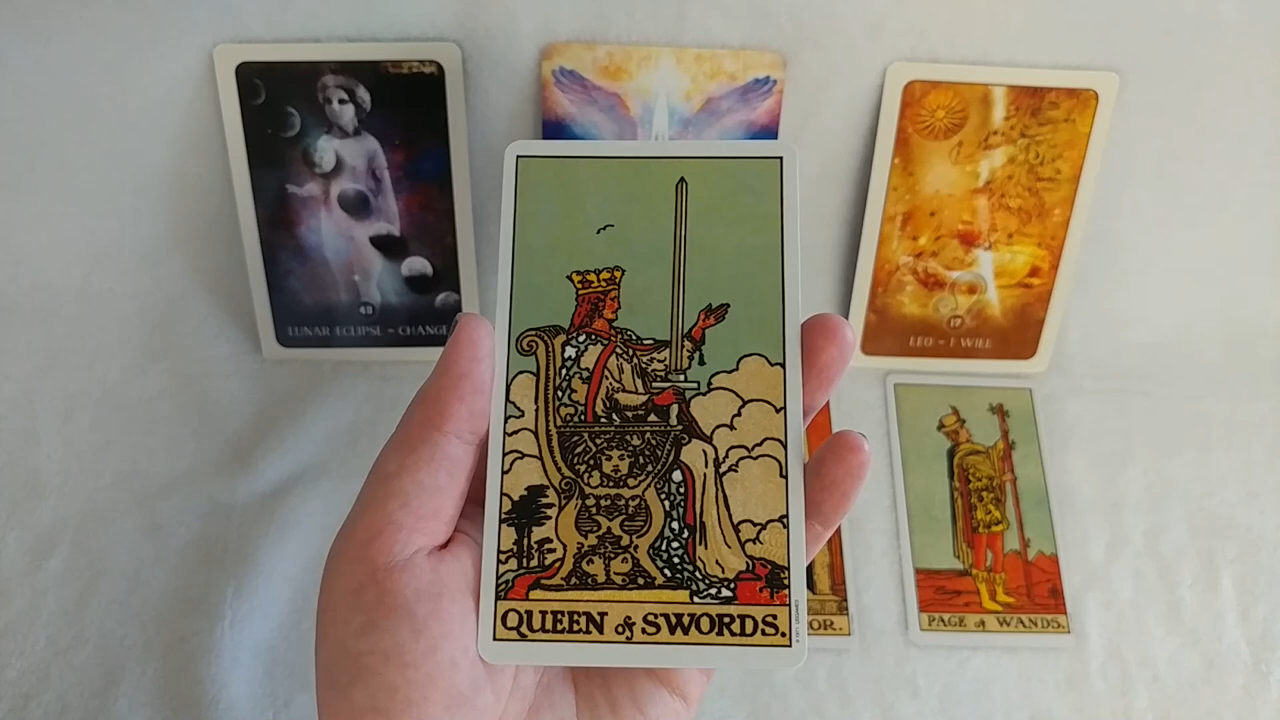 48
LUNAR ECLIPSE - CHANGE
17
LEO - I WILL
QUEEN of SWORDS.
OR.
PAGE of WANDS.